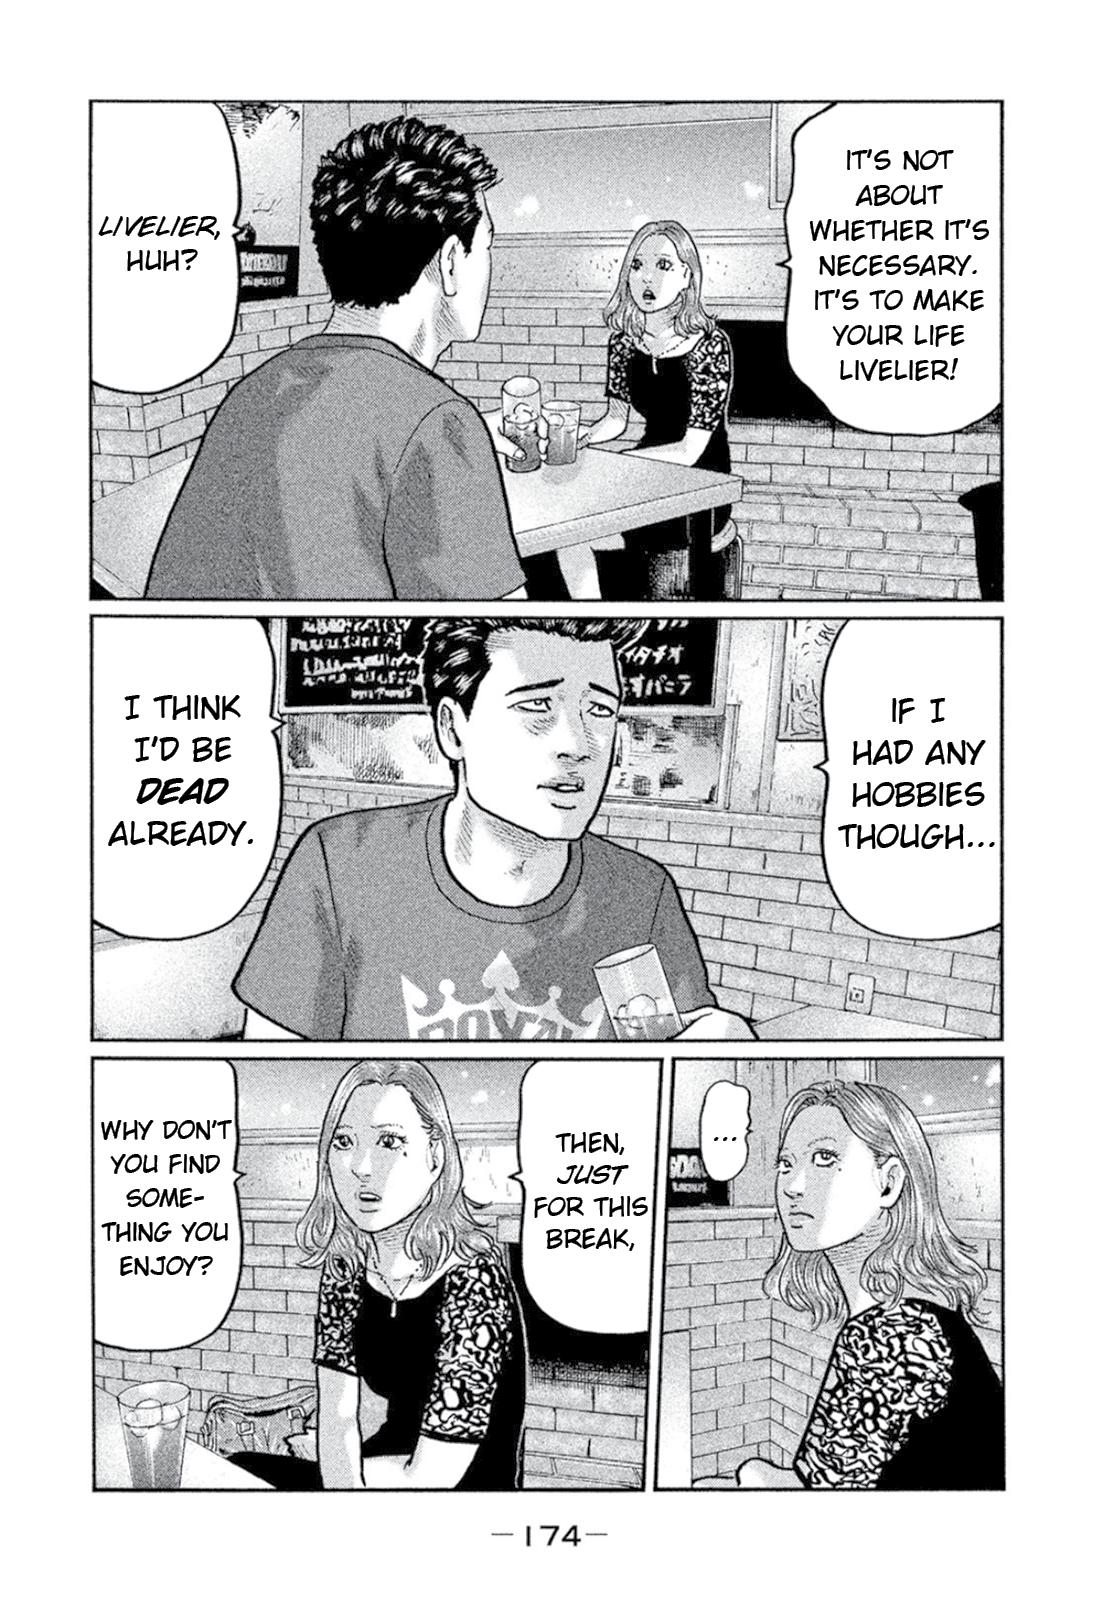 IT'S NOT
ABOUT
WHETHER IT'S
NECESSARY.
IT'S TO MAKE
YOUR LIFE
LIVELIER!
LIVELIER,
HUH?
IF I
HAD ANY
HOBBIES
THOUGH...
I THINK
I'D BE
DEAD
ALREADY.
...
THEN,
JUST
FOR THIS
BREAK,
WHY DON'T
YOU FIND
SOME-
THING YOU
ENJOY?
-174-